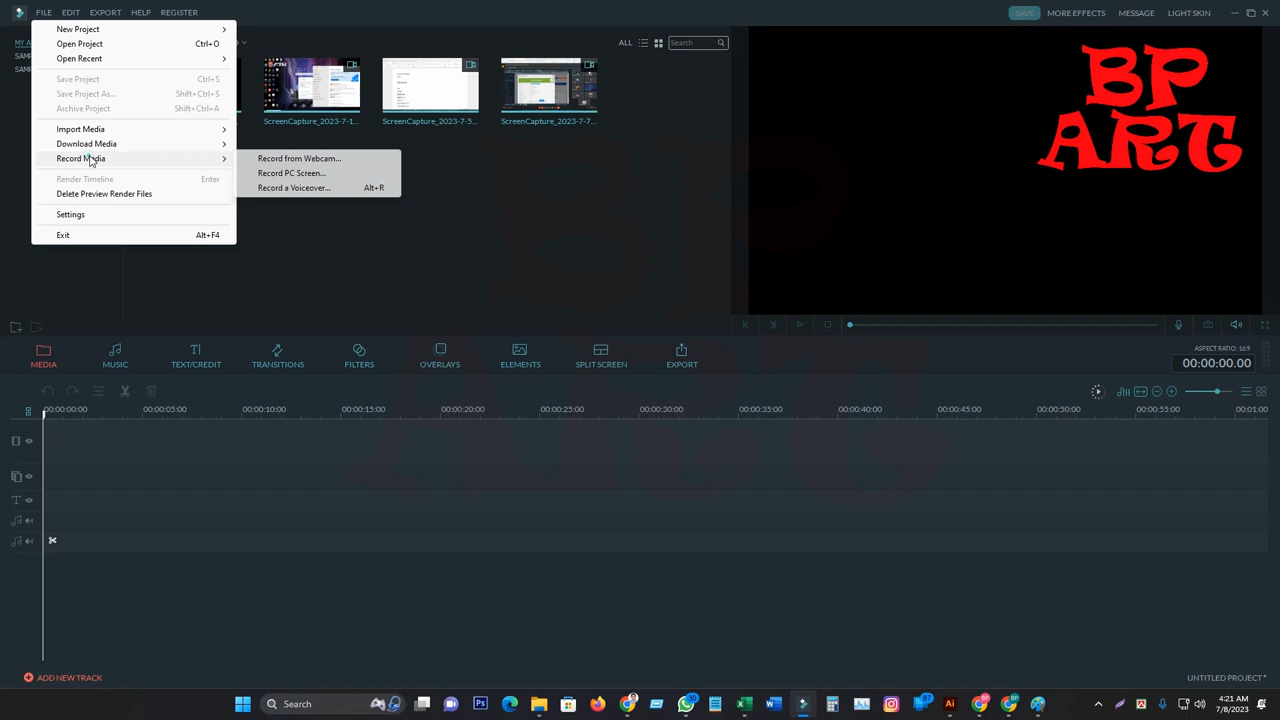 FILE EDIT EXPORT HELP REGISTER SAVE MORE EFFECTS MESSAGE LIGHT SKIN
New Project
Open Project Ctrl+O
Open Recent
Save Project Ctrl+S
Save Project As... Shift+Ctrl+S
Archive Project Shift+Ctrl+A
Import Media
Download Media
Record Media
Render Timeline Enter
Delete Preview Render Files
Settings
Exit Alt+F4
Record from Webcam...
Record PC Screen...
Record a Voiceover... Alt+R
ALL Search
ScreenCapture_2023-7-1... ScreenCapture_2023-7-5... ScreenCapture_2023-7-7...
BP
ART
MEDIA MUSIC TEXT/CREDIT TRANSITIONS FILTERS OVERLAYS ELEMENTS SPLIT SCREEN EXPORT
ASPECT RATIO: 16:9
00:00:00.00
00:00:00:00 00:00:05:00 00:00:10:00 00:00:15:00 00:00:20:00 00:00:25:00 00:00:30:00 00:00:35:00 00:00:40:00 00:00:45:00 00:00:50:00 00:00:55:00 00:01:00
ADD NEW TRACK
UNTITLED PROJECT*
Search
4:21 AM
7/8/2023